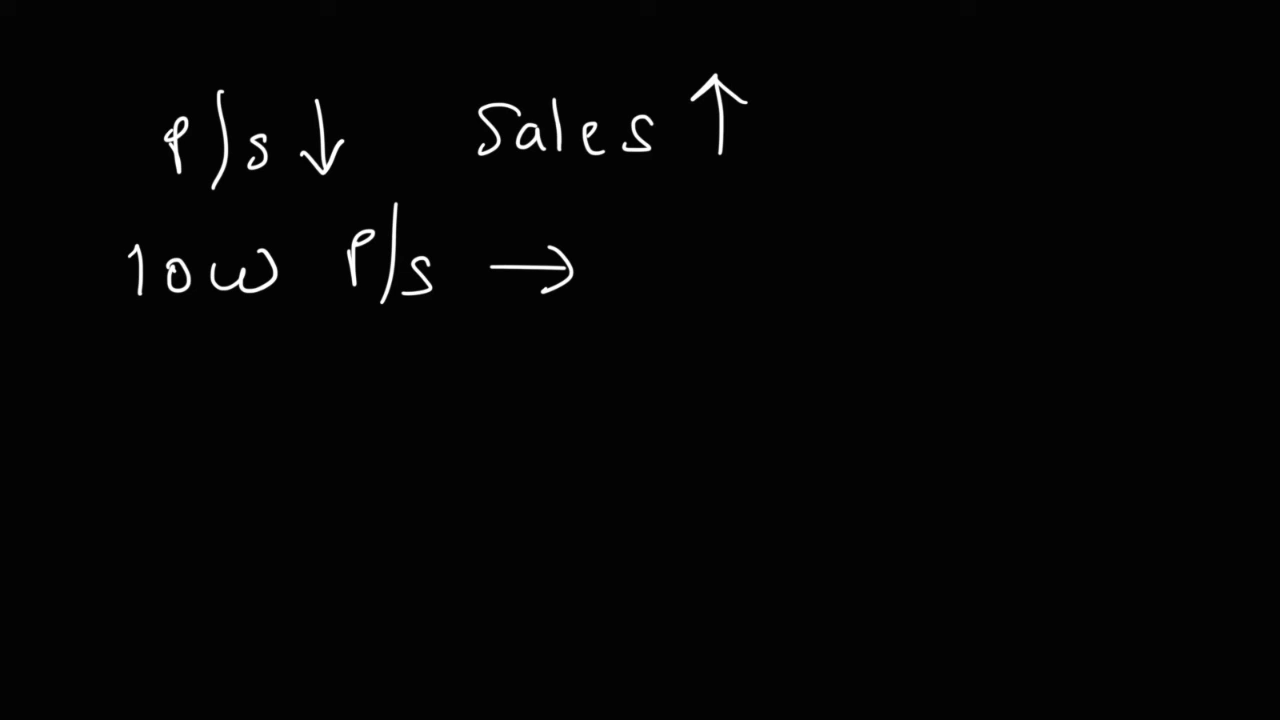 P/s ↓ Sales ↑
low P/s →